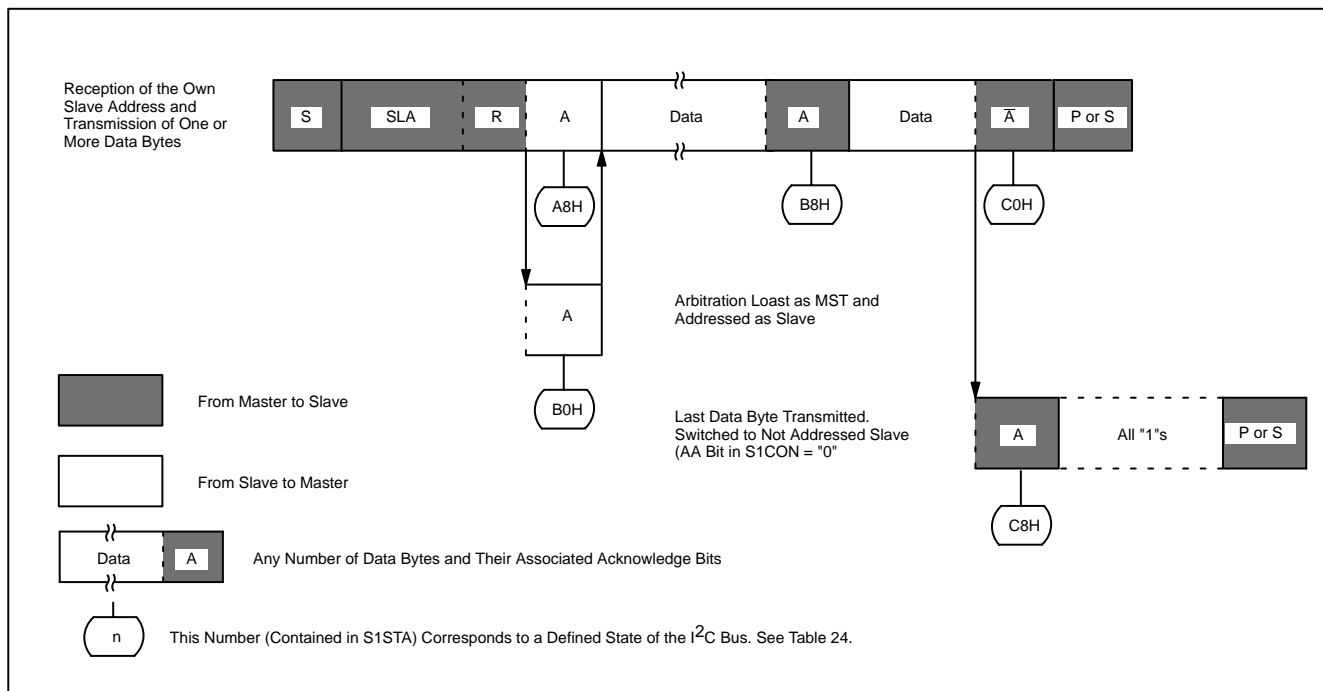 Reception of the Own
Slave Address and
Transmission of One or
More Data Bytes
S SLA R A Data A Data A̅ P or S
A8H B8H C0H
A
Arbitration Loast as MST and
Addressed as Slave
B0H
From Master to Slave
Last Data Byte Transmitted.
Switched to Not Addressed Slave
(AA Bit in S1CON = "0"
A All "1"s P or S
C8H
From Slave to Master
Data A Any Number of Data Bytes and Their Associated Acknowledge Bits
n This Number (Contained in S1STA) Corresponds to a Defined State of the I²C Bus. See Table 24.